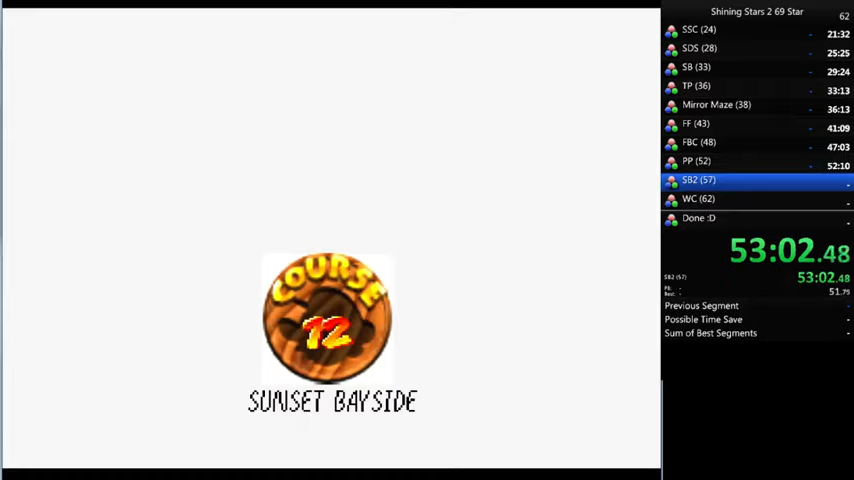 COURSE
12
SUNSET BAYSIDE
Shining Stars 2 69 Star
62
SSC (24) - 21:32
SDS (28) - 25:25
SB (33) - 29:24
TP (36) - 33:13
Mirror Maze (38) - 36:13
FF (43) - 41:09
FBC (48) - 47:03
PP (52) - 52:10
SB2 (57) -
WC (62) -
Done :D -
53:02.48
SB2 (57) 53:02.48
PB: -
Best: - 51.75
Previous Segment -
Possible Time Save -
Sum of Best Segments -